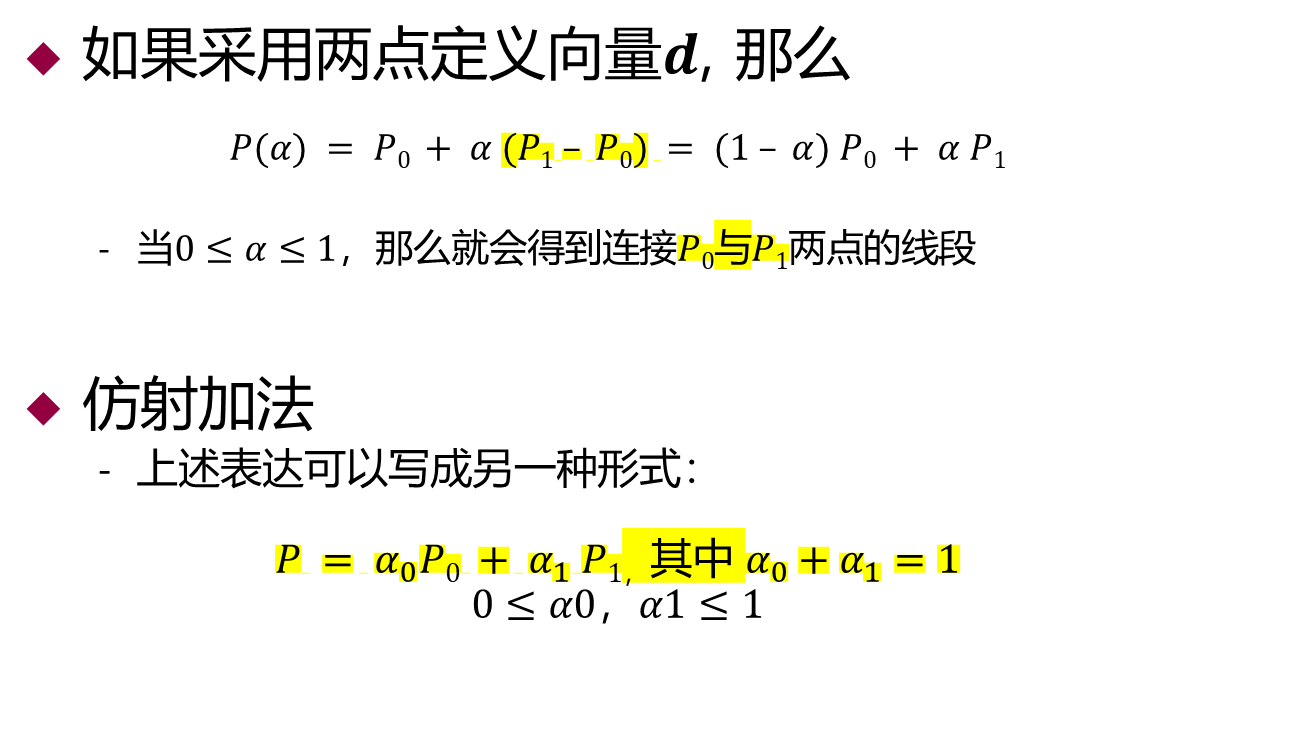 ◆ 如果采用两点定义向量d, 那么
P(α) = P₀ + α (P₁ – P₀) = (1 – α) P₀ + α P₁
- 当0 ≤ α ≤ 1，那么就会得到连接P₀与P₁两点的线段
◆ 仿射加法
- 上述表达可以写成另一种形式：
P = α₀P₀ + α₁ P₁, 其中 α₀ + α₁ = 1
0 ≤ α0，α1 ≤ 1